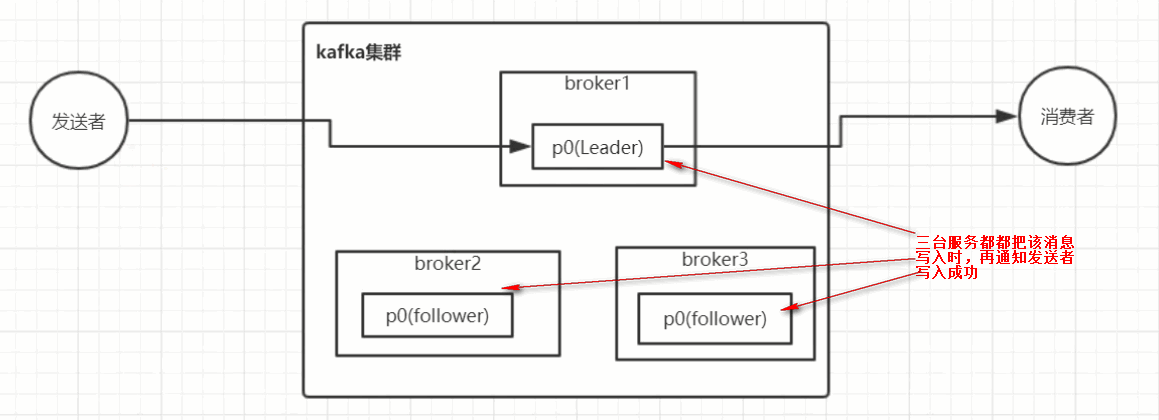 kafka集群
broker1
发送者
p0(Leader)
消费者
三台服务都都把该消息
写入时，再通知发送者
写入成功
broker2
p0(follower)
broker3
p0(follower)